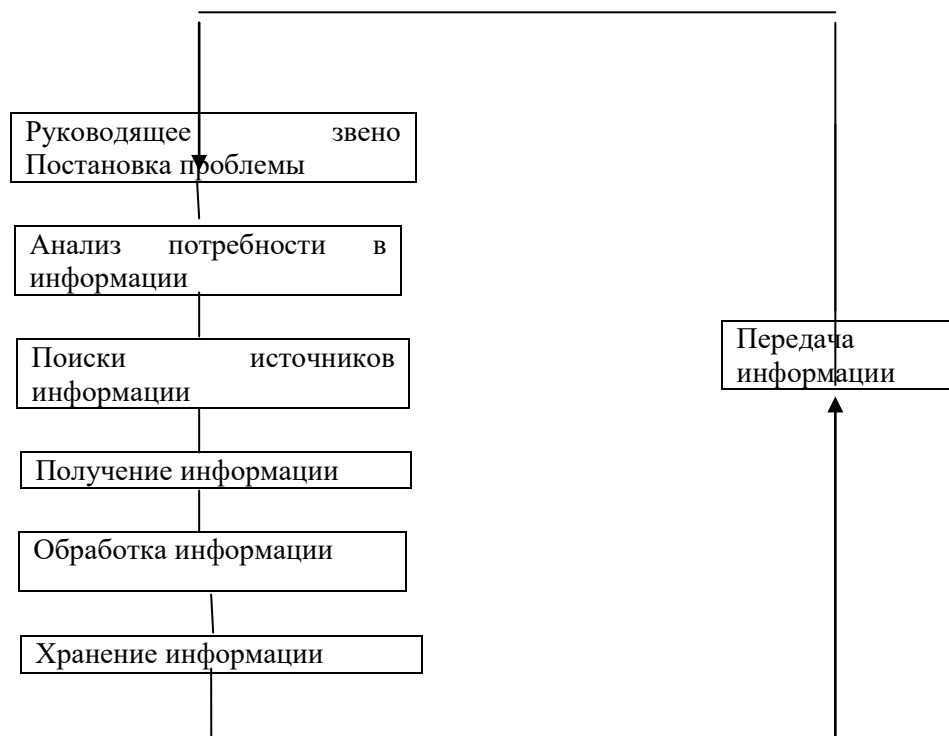 Руководящее звено
Постановка проблемы
Анализ потребности в
информации
Поиски источников
информации
Передача
информации
Получение информации
Обработка информации
Хранение информации